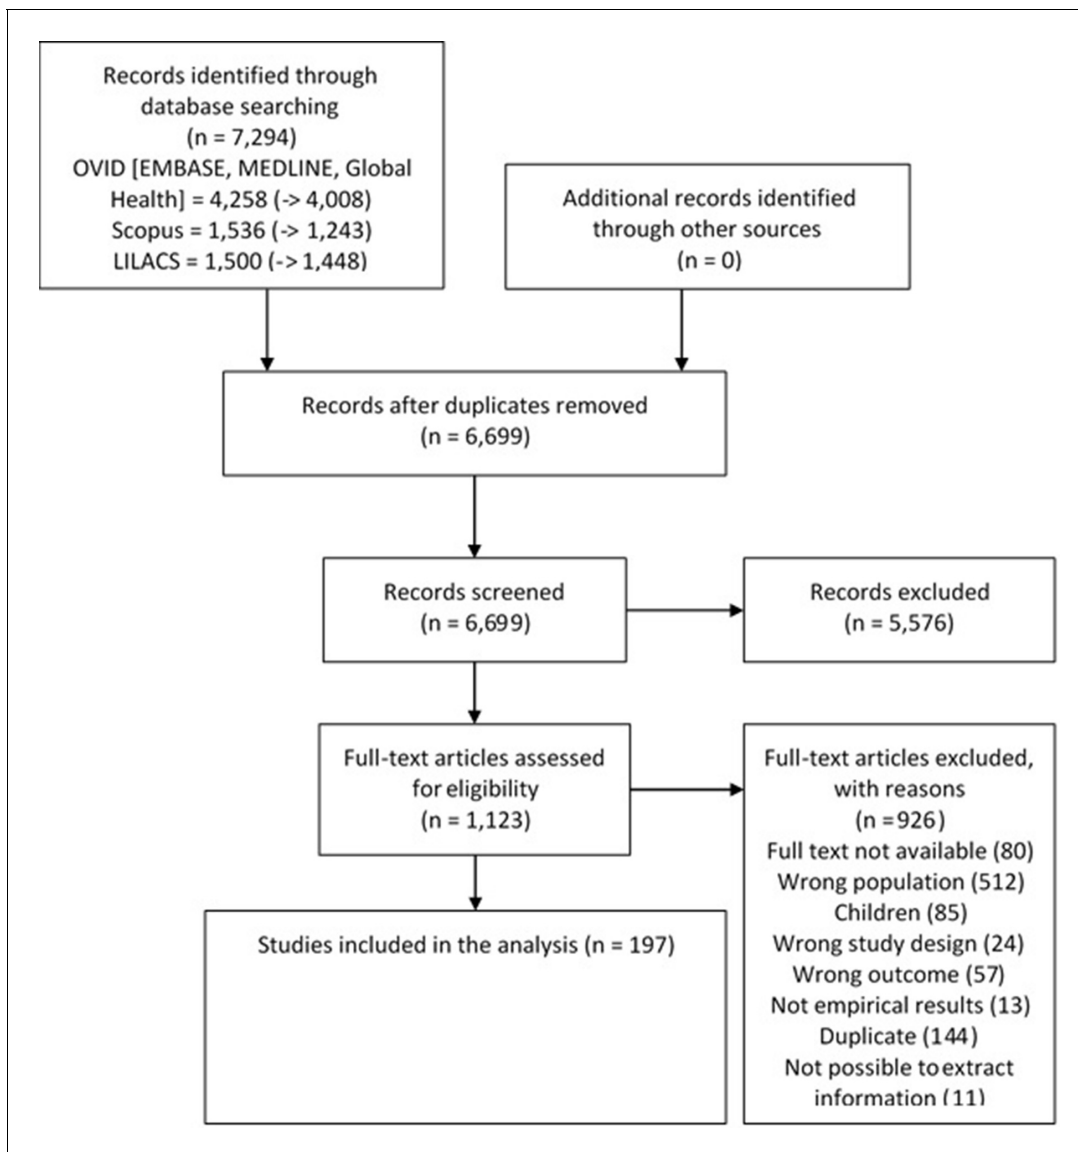 Records identified through
database searching
(n = 7,294)
OVID [EMBASE, MEDLINE, Global
Health] = 4,258 (-> 4,008)
Scopus = 1,536 (-> 1,243)
LILACS = 1,500 (->1,448)
Additional records identified
through other sources
(n = 0)
Records after duplicates removed
(n = 6,699)
Records screened
(n = 6,699)
Records excluded
(n = 5,576)
Full-text articles assessed
for eligibility
(n = 1,123)
Full-text articles excluded,
with reasons
(n =926)
Full text not available (80)
Wrong population (512)
Children (85)
Wrong study design (24)
Wrong outcome (57)
Not empirical results (13)
Duplicate (144)
Not possible to extract
information (11)
Studies included in the analysis (n = 197)